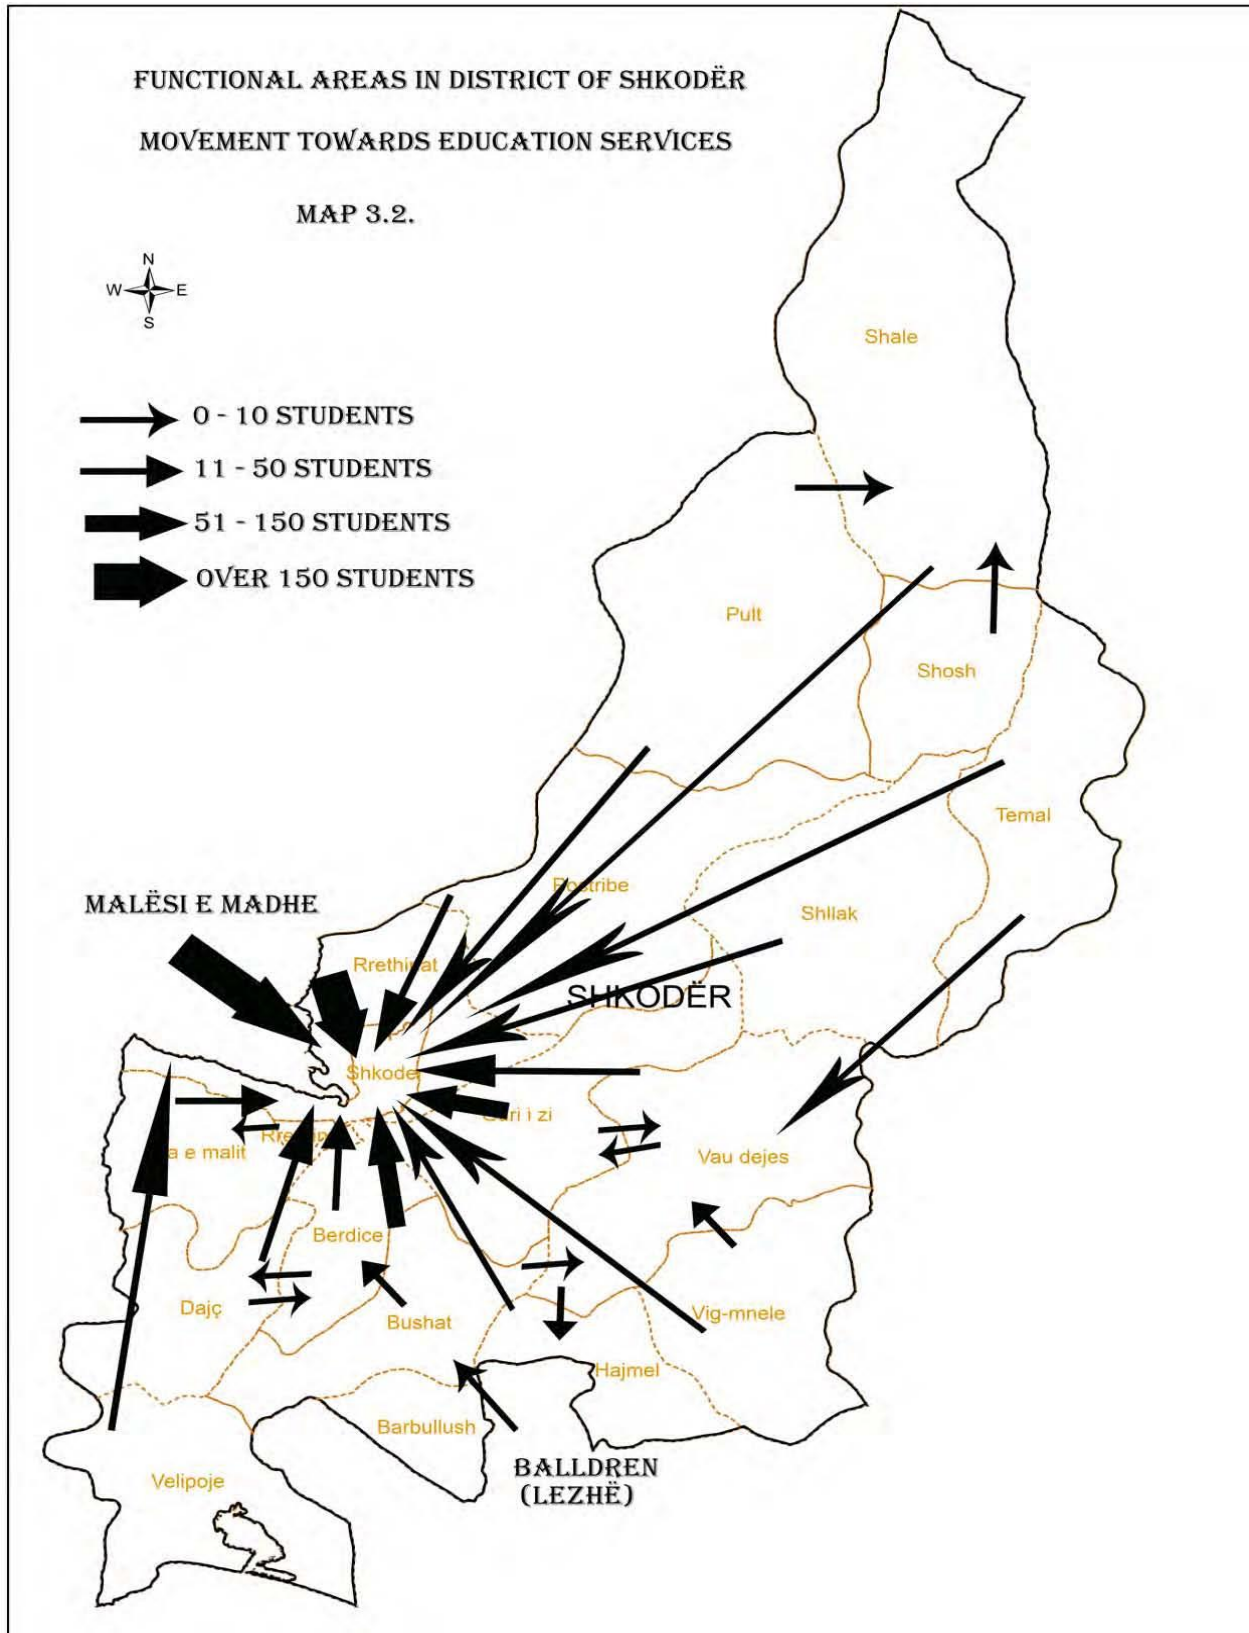 FUNCTIONAL AREAS IN DISTRICT OF SHKODËR
MOVEMENT TOWARDS EDUCATION SERVICES
MAP 3.2.
N
W E
S
0 - 10 STUDENTS
11 - 50 STUDENTS
51 - 150 STUDENTS
OVER 150 STUDENTS
Shale
Pult
Shosh
Temal
MALËSI E MADHE
Shllak
Rrethinat
SHKODËR
Shkoder
i zi
a e malit
Vau dejes
Berdice
Dajç
Bushat
Vig-mnele
Hajmel
Barbullush
Velipoje
BALLDREN
(LEZHË)